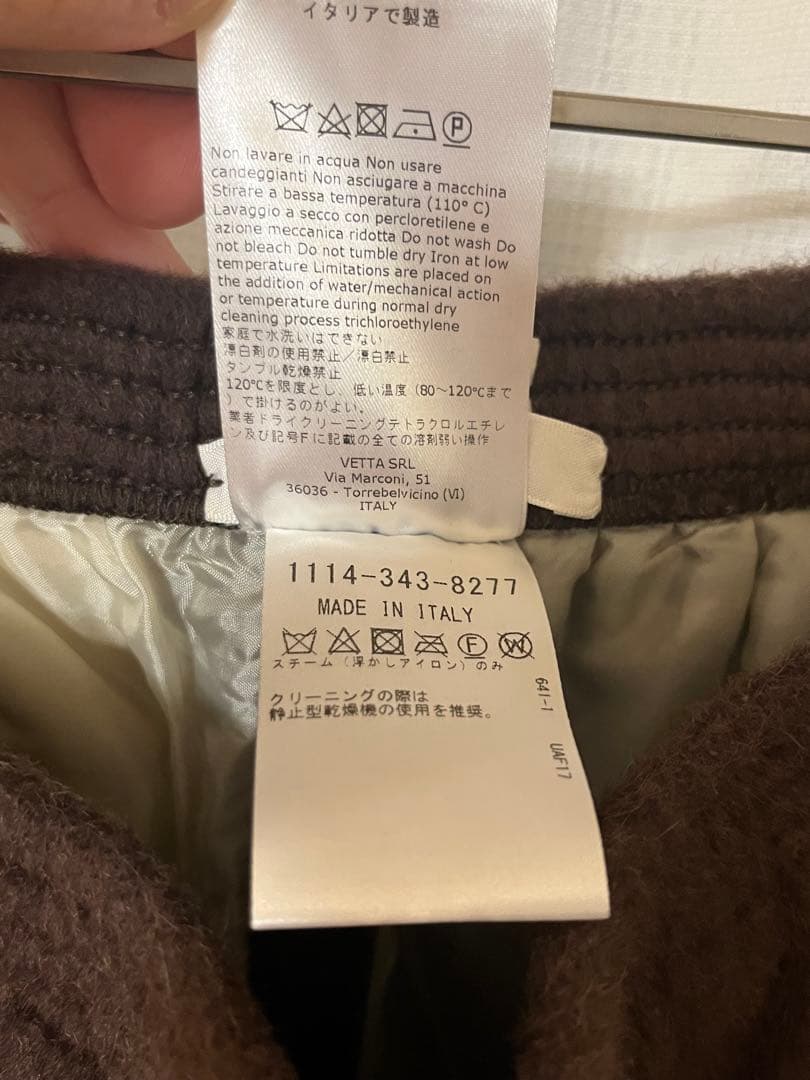 イタリアで製造
P
Non lavare in acqua Non usare
candeggianti Non asciugare a macchina
Stirare a bassa temperatura (110° C)
Lavaggio a secco con percloretilene e
azione meccanica ridotta Do not wash Do
not bleach Do not tumble dry Iron at low
temperature Limitations are placed on
the addition of water/mechanical action
or temperature during normal dry
cleaning process trichloroethylene
家庭で水洗いはできない
漂白剤の使用禁止／漂白禁止
タンブル乾燥禁止
120℃を限度とし、低い温度（80～120℃まで
）で掛けるのがよい。
業者ドライクリーニングテトラクロルエチレ
ン及び記号Fに記載の全ての溶剤弱い操作
VETTA SRL
Via Marconi, 51
36036 - Torrebelvicino (VI)
ITALY
1114-343-8277
MADE IN ITALY
F W
スチーム（浮かしアイロン）のみ
クリーニングの際は
静止型乾燥機の使用を推奨。
641-1
UAF17